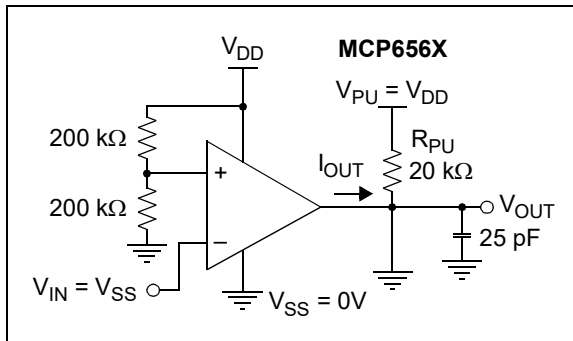 MCP656X
V_DD
V_PU = V_DD
200 kΩ
I_OUT
R_PU
20 kΩ
+
200 kΩ
V_OUT
−
25 pF
V_IN = V_SS
V_SS = 0V